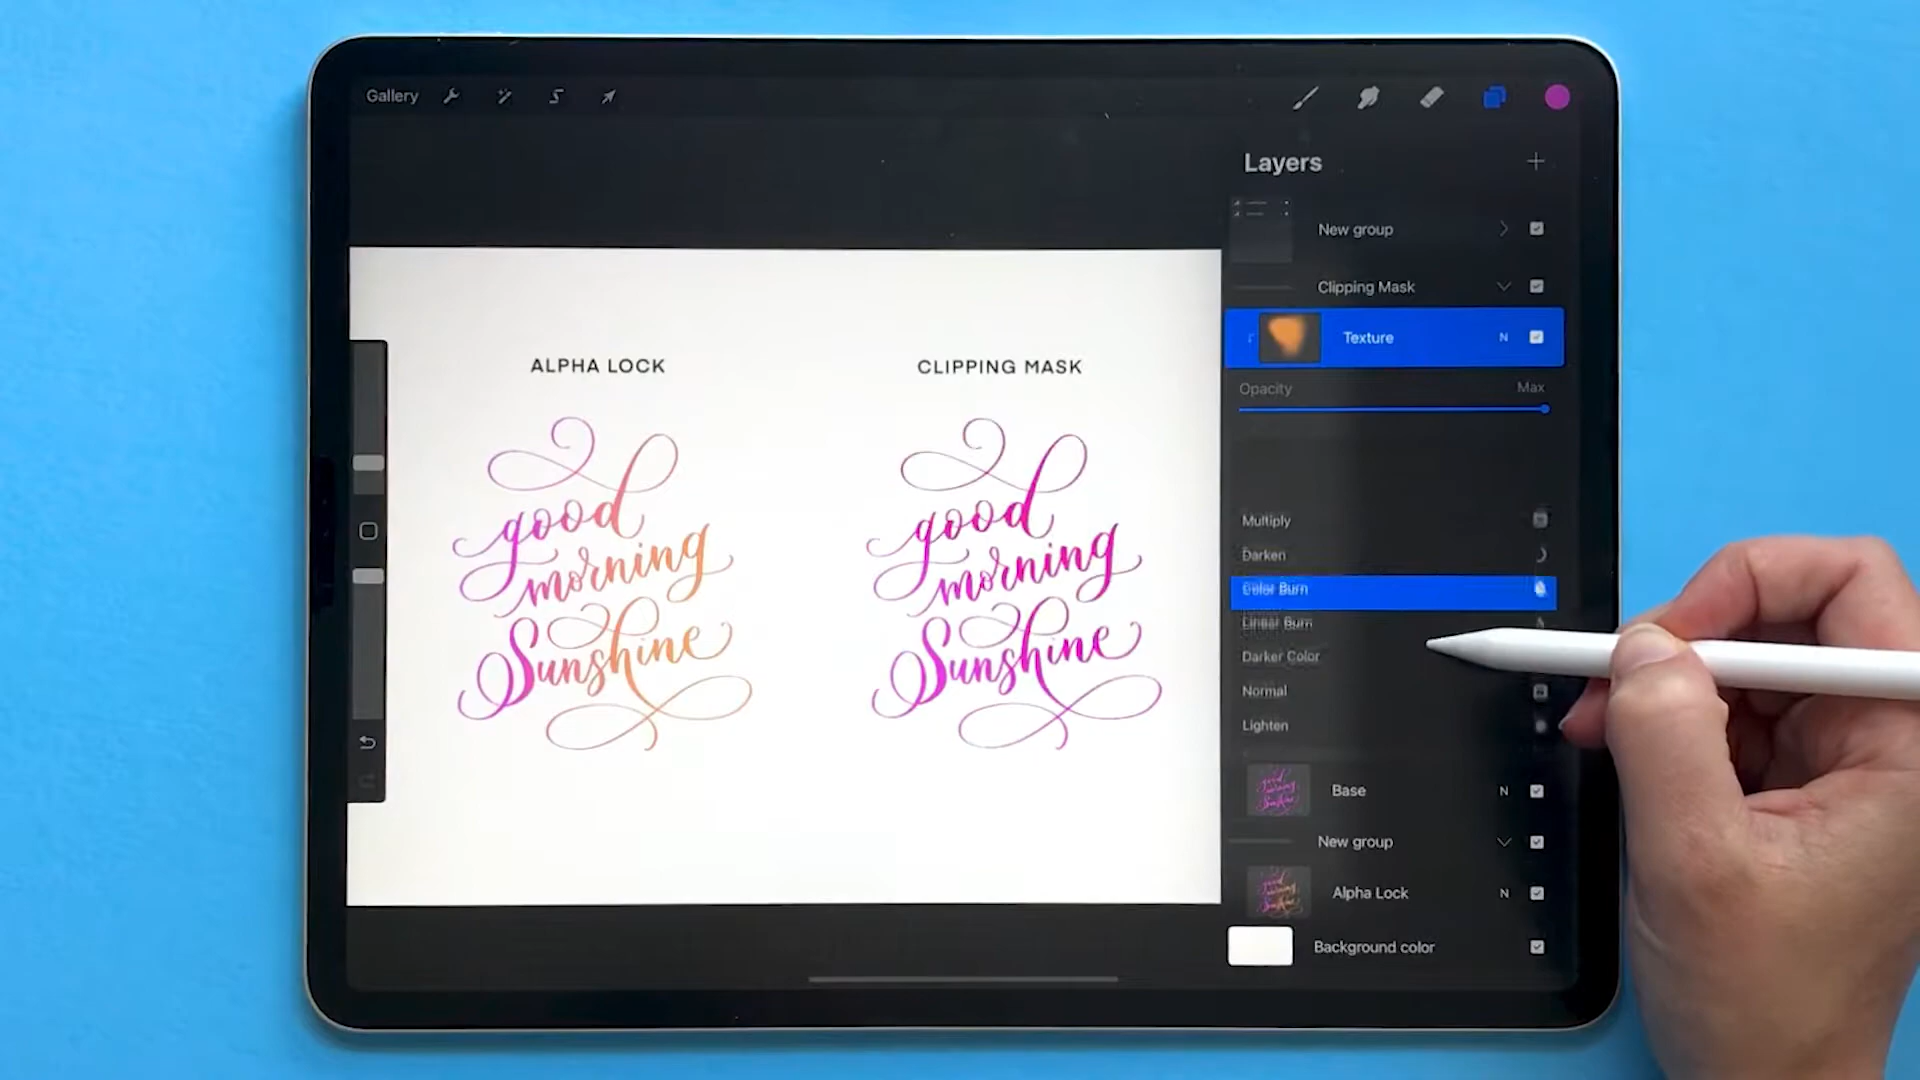 Gallery
Layers
New group
Clipping Mask
Texture N
Opacity Max
Multiply
Darken
Color Burn
Linear Burn
Darker Color
Normal
Lighten
Base N
New group
Alpha Lock N
Background color
ALPHA LOCK
good
morning
Sunshine
CLIPPING MASK
good
morning
Sunshine